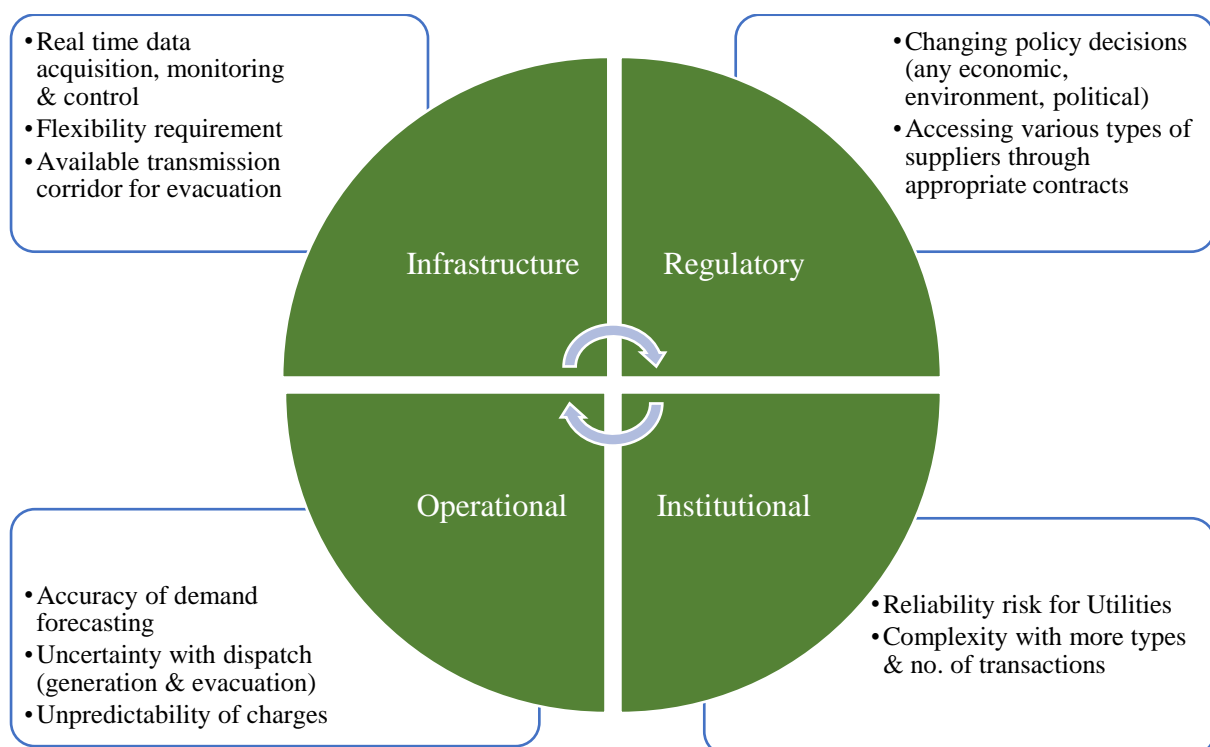 •Real time data
acquisition, monitoring
& control
•Flexibility requirement
•Available transmission
corridor for evacuation
•Changing policy decisions
(any economic,
environment, political)
•Accessing various types of
suppliers through
appropriate contracts
Infrastructure
Regulatory
Operational
Institutional
•Accuracy of demand
forecasting
•Uncertainty with dispatch
(generation & evacuation)
•Unpredictability of charges
•Reliability risk for Utilities
•Complexity with more types
& no. of transactions